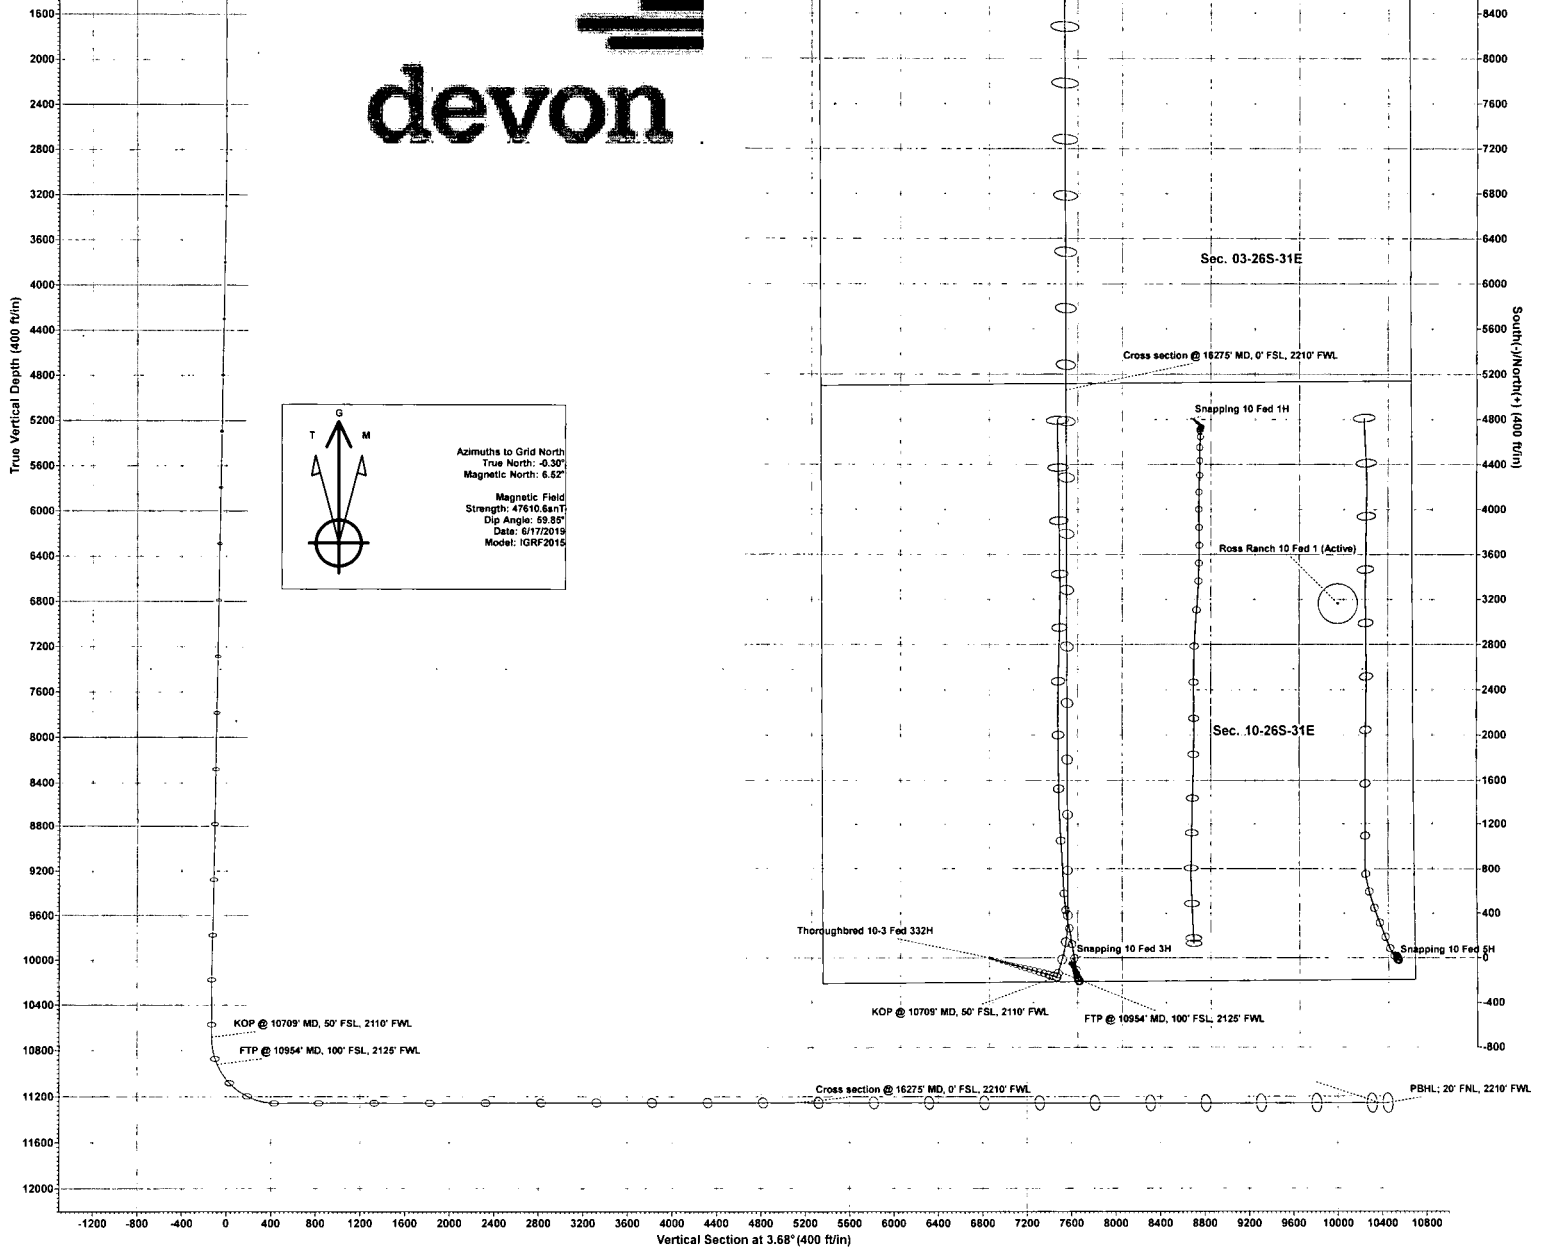 devon
1600
2000
2400
2800
3200
3600
4000
4400
4800
5200
5600
6000
6400
6800
7200
7600
8000
8400
8800
9200
9600
10000
10400
10800
11200
11600
12000
True Vertical Depth (400 ft/in)
G
T M
Azimuths to Grid North
True North: -0.30°
Magnetic North: 6.52°
Magnetic Field
Strength: 47610.6snT
Dip Angle: 59.85°
Date: 6/17/2019
Model: IGRF2015
KOP @ 10709' MD, 50' FSL, 2110' FWL
FTP @ 10954' MD, 100' FSL, 2125' FWL
Cross section @ 16275' MD, 0' FSL, 2210' FWL
PBHL; 20' FNL, 2210' FWL
-1200 -800 -400 0 400 800 1200 1600 2000 2400 2800 3200 3600 4000 4400 4800 5200 5600 6000 6400 6800 7200 7600 8000 8400 8800 9200 9600 10000 10400 10800
Vertical Section at 3.68° (400 ft/in)
Sec. 03-26S-31E
Cross section @ 16275' MD, 0' FSL, 2210' FWL
Snapping 10 Fed 1H
Ross Ranch 10 Fed 1 (Active)
Sec. 10-26S-31E
Thoroughbred 10-3 Fed 332H
Snapping 10 Fed 3H
Snapping 10 Fed 5H
KOP @ 10709' MD, 50' FSL, 2110' FWL
FTP @ 10954' MD, 100' FSL, 2125' FWL
8400
8000
7600
7200
6800
6400
6000
5600
5200
4800
4400
4000
3600
3200
2800
2400
2000
1600
1200
800
400
0
-400
-800
South(-)/North(+) (400 ft/in)